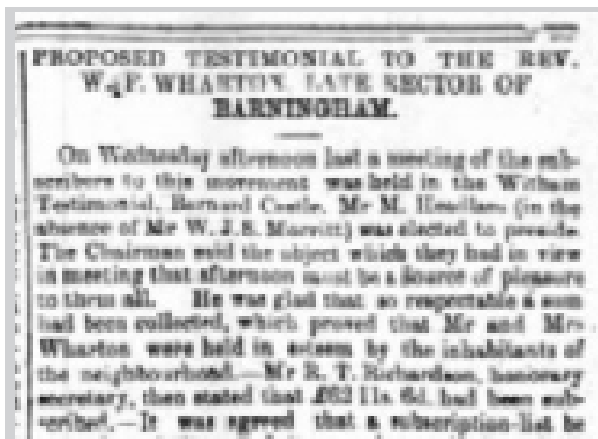 PROPOSED TESTIMONIAL TO THE REV.
W. F. WHARTON, LATE RECTOR OF
BARNINGHAM.
On Wednesday afternoon last a meeting of the sub-
scribers to this movement was held in the Witham
Testimonial, Barnard Castle. Mr M. Headlam (in the
absence of Mr W. J. S. Morritt) was elected to preside.
The Chairman said the object which they had in view
in meeting that afternoon must be a source of pleasure
to them all. He was glad that so respectable a sum
had been collected, which proved that Mr and Mrs
Wharton were held in esteem by the inhabitants of
the neighbourhood.—Mr R. T. Richardson, honorary
secretary, then stated that £62 11s. 6d. had been sub-
scribed.—It was agreed that a subscription-list be